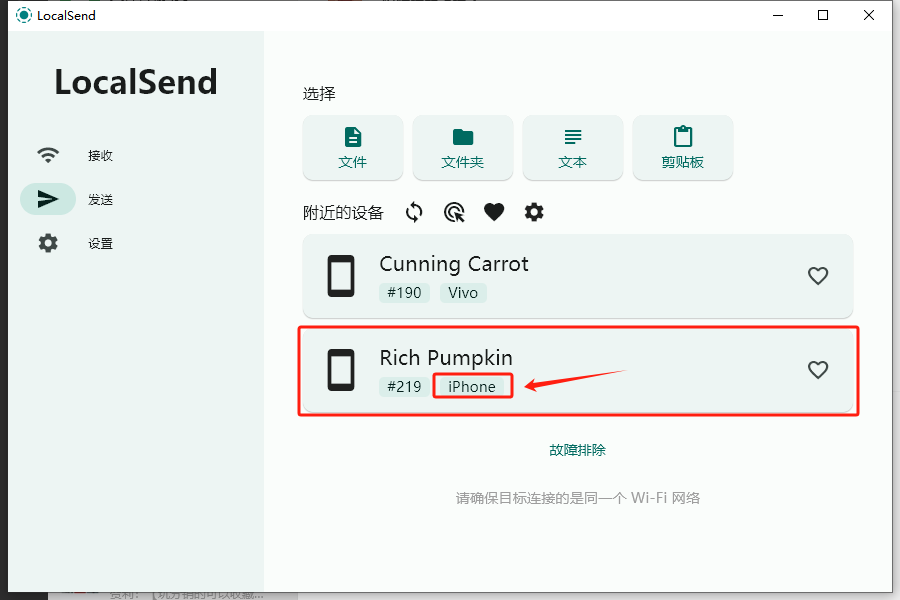 LocalSend
LocalSend
接收
发送
设置
选择
文件
文件夹
文本
剪贴板
附近的设备
Cunning Carrot
#190 Vivo
Rich Pumpkin
#219 iPhone
故障排除
请确保目标连接的是同一个 Wi-Fi 网络